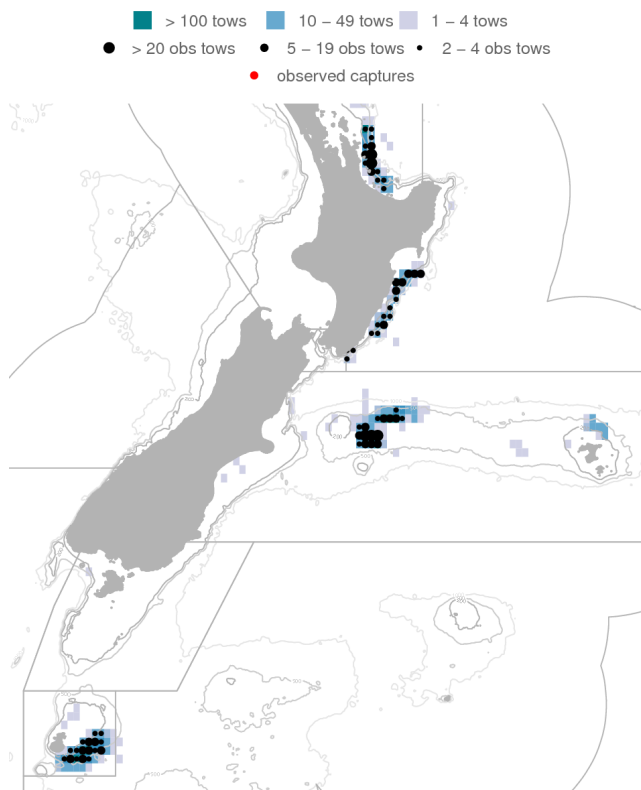 > 100 tows 10 – 49 tows 1 – 4 tows
> 20 obs tows 5 – 19 obs tows 2 – 4 obs tows
observed captures